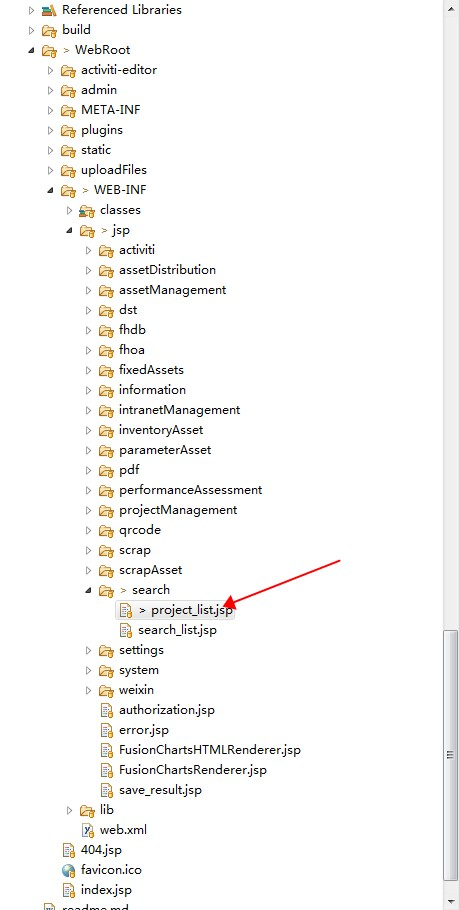 Referenced Libraries
build
> WebRoot
activiti-editor
admin
META-INF
plugins
static
uploadFiles
> WEB-INF
classes
> jsp
activiti
assetDistribution
assetManagement
dst
fhdb
fhoa
fixedAssets
information
intranetManagement
inventoryAsset
parameterAsset
pdf
performanceAssessment
projectManagement
qrcode
scrap
scrapAsset
> search
> project_list.jsp
search_list.jsp
settings
system
weixin
authorization.jsp
error.jsp
FusionChartsHTMLRenderer.jsp
FusionChartsRenderer.jsp
save_result.jsp
lib
web.xml
404.jsp
favicon.ico
index.jsp
readme.md